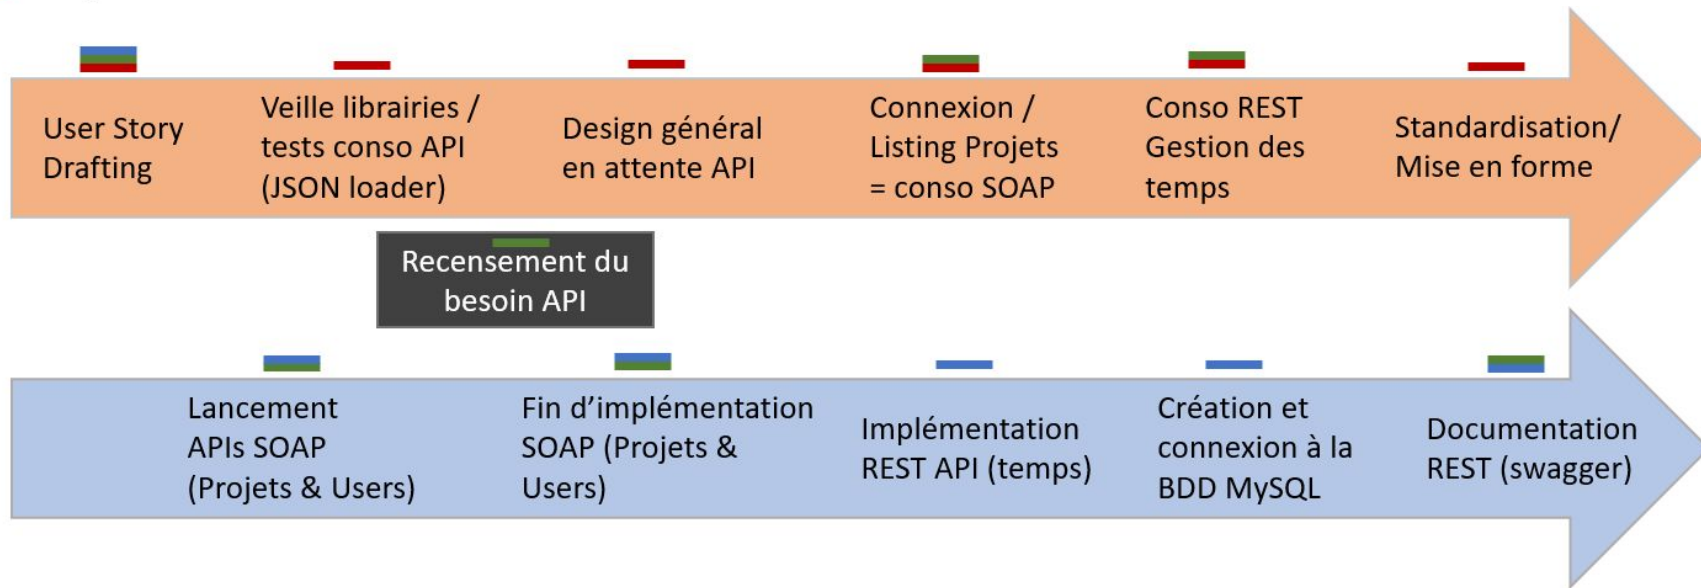 User Story
Drafting
Veille librairies /
tests conso API
(JSON loader)
Design général
en attente API
Connexion /
Listing Projets
= conso SOAP
Conso REST
Gestion des
temps
Standardisation/
Mise en forme
Recensement du
besoin API
Lancement
APIs SOAP
(Projets & Users)
Fin d’implémentation
SOAP (Projets &
Users)
Implémentation
REST API (temps)
Création et
connexion à la
BDD MySQL
Documentation
REST (swagger)